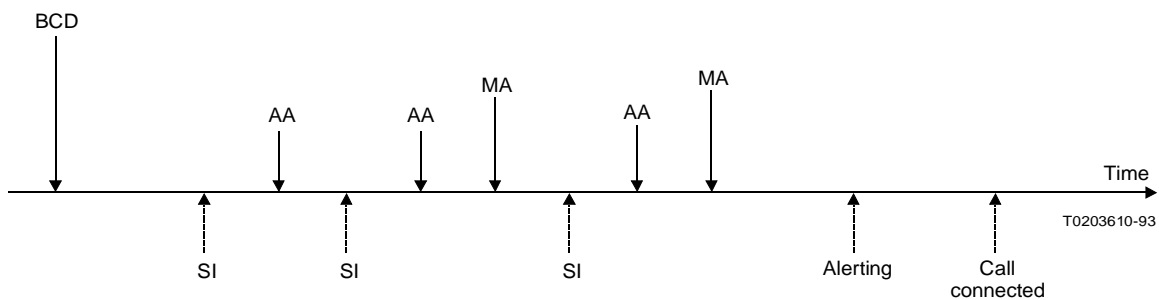 BCD
MA
MA
AA
AA
AA
Time
T0203610-93
SI
SI
SI
Alerting
Call
connected